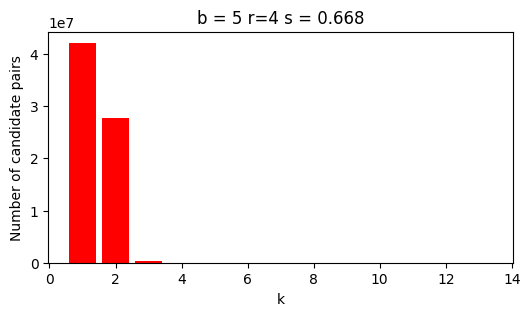 b = 5 r=4 s = 0.668
1e7
Number of candidate pairs
4
3
2
1
0
0 2 4 6 8 10 12 14
k